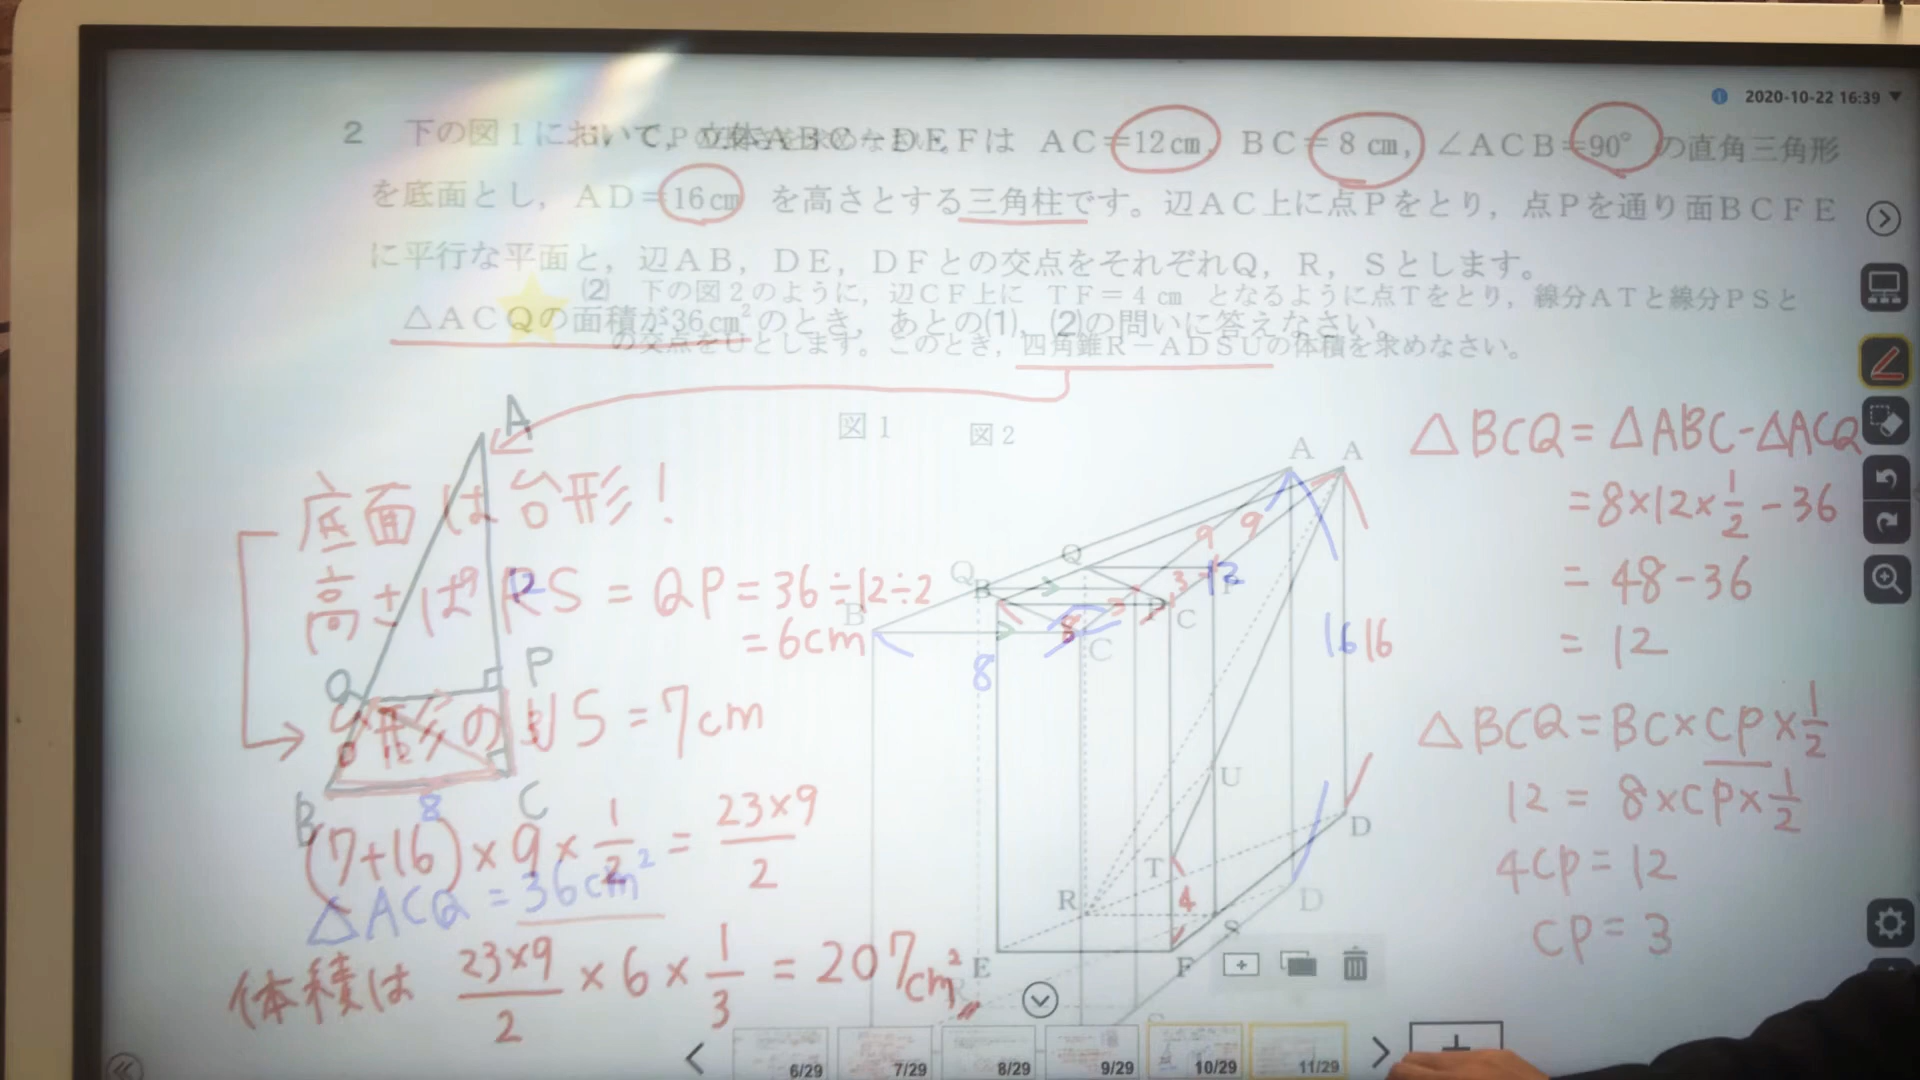 2020-10-22 16:39
2 下の図1において,立体ABC-DEFは AC=12cm, BC=8cm, ∠ACB=90°の直角三角形
を底面とし, AD=16cm を高さとする三角柱です。辺AC上に点Pをとり,点Pを通り面BCFE
に平行な平面と,辺AB, DE, DFとの交点をそれぞれQ, R, Sとします。
(2) 下の図2のように,辺CF上に TF=4cm となるように点Tをとり,線分ATと線分PSと
△ACQの面積が36cm²のとき, あとの(1), (2)の問いに答えなさい。
の交点をUとします。このとき,四角錐R-ADSUの体積を求めなさい。
図1
図2
底面は台形!
高さは RS = QP = 36÷12÷2
= 6cm
台形の US = 7cm
(7+16)×9×1/2 = 23×9/2
△ACQ = 36cm²
体積は 23×9/2 × 6 × 1/3 = 207cm²
A
12
Q
P
B
8
C
A
A
9
9
Q
Q
B
3
12
P
B
C
C
8
16
16
U
T
D
R
4
D
S
E
F
△BCQ = △ABC-△ACQ
= 8×12×1/2 - 36
= 48-36
= 12
△BCQ = BC×CP×1/2
12 = 8×CP×1/2
4CP = 12
CP = 3
6/29
7/29
8/29
9/29
10/29
11/29